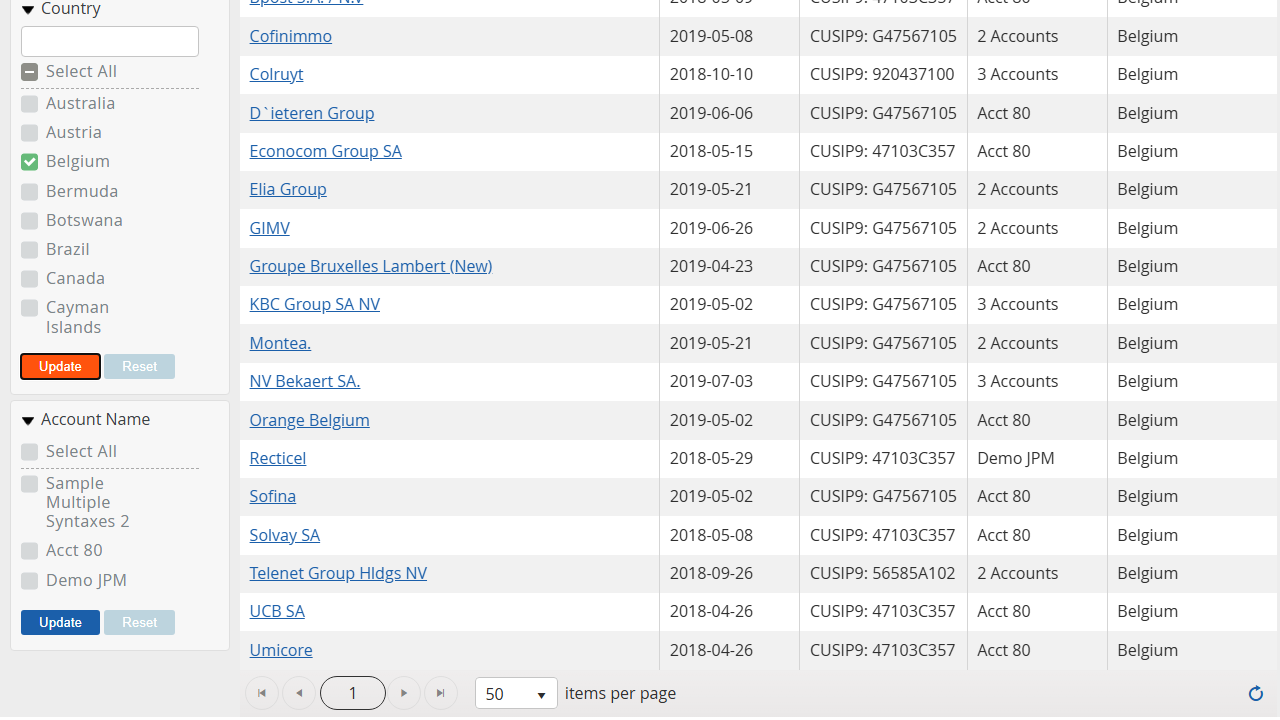 Country
Select All
Australia
Austria
Belgium
Bermuda
Botswana
Brazil
Canada
Cayman
Islands
Update Reset
Account Name
Select All
Sample
Multiple
Syntaxes 2
Acct 80
Demo JPM
Update Reset
Bpost S.A. / N.V 2018-05-09 CUSIP9: 47103C357 Acct 80 Belgium
Cofinimmo 2019-05-08 CUSIP9: G47567105 2 Accounts Belgium
Colruyt 2018-10-10 CUSIP9: 920437100 3 Accounts Belgium
D`ieteren Group 2019-06-06 CUSIP9: G47567105 Acct 80 Belgium
Econocom Group SA 2018-05-15 CUSIP9: 47103C357 Acct 80 Belgium
Elia Group 2019-05-21 CUSIP9: G47567105 2 Accounts Belgium
GIMV 2019-06-26 CUSIP9: G47567105 2 Accounts Belgium
Groupe Bruxelles Lambert (New) 2019-04-23 CUSIP9: G47567105 Acct 80 Belgium
KBC Group SA NV 2019-05-02 CUSIP9: G47567105 3 Accounts Belgium
Montea. 2019-05-21 CUSIP9: G47567105 2 Accounts Belgium
NV Bekaert SA. 2019-07-03 CUSIP9: G47567105 3 Accounts Belgium
Orange Belgium 2019-05-02 CUSIP9: G47567105 Acct 80 Belgium
Recticel 2018-05-29 CUSIP9: 47103C357 Demo JPM Belgium
Sofina 2019-05-02 CUSIP9: G47567105 Acct 80 Belgium
Solvay SA 2018-05-08 CUSIP9: 47103C357 Acct 80 Belgium
Telenet Group Hldgs NV 2018-09-26 CUSIP9: 56585A102 2 Accounts Belgium
UCB SA 2018-04-26 CUSIP9: 47103C357 Acct 80 Belgium
Umicore 2018-04-26 CUSIP9: 47103C357 Acct 80 Belgium
1 50 items per page